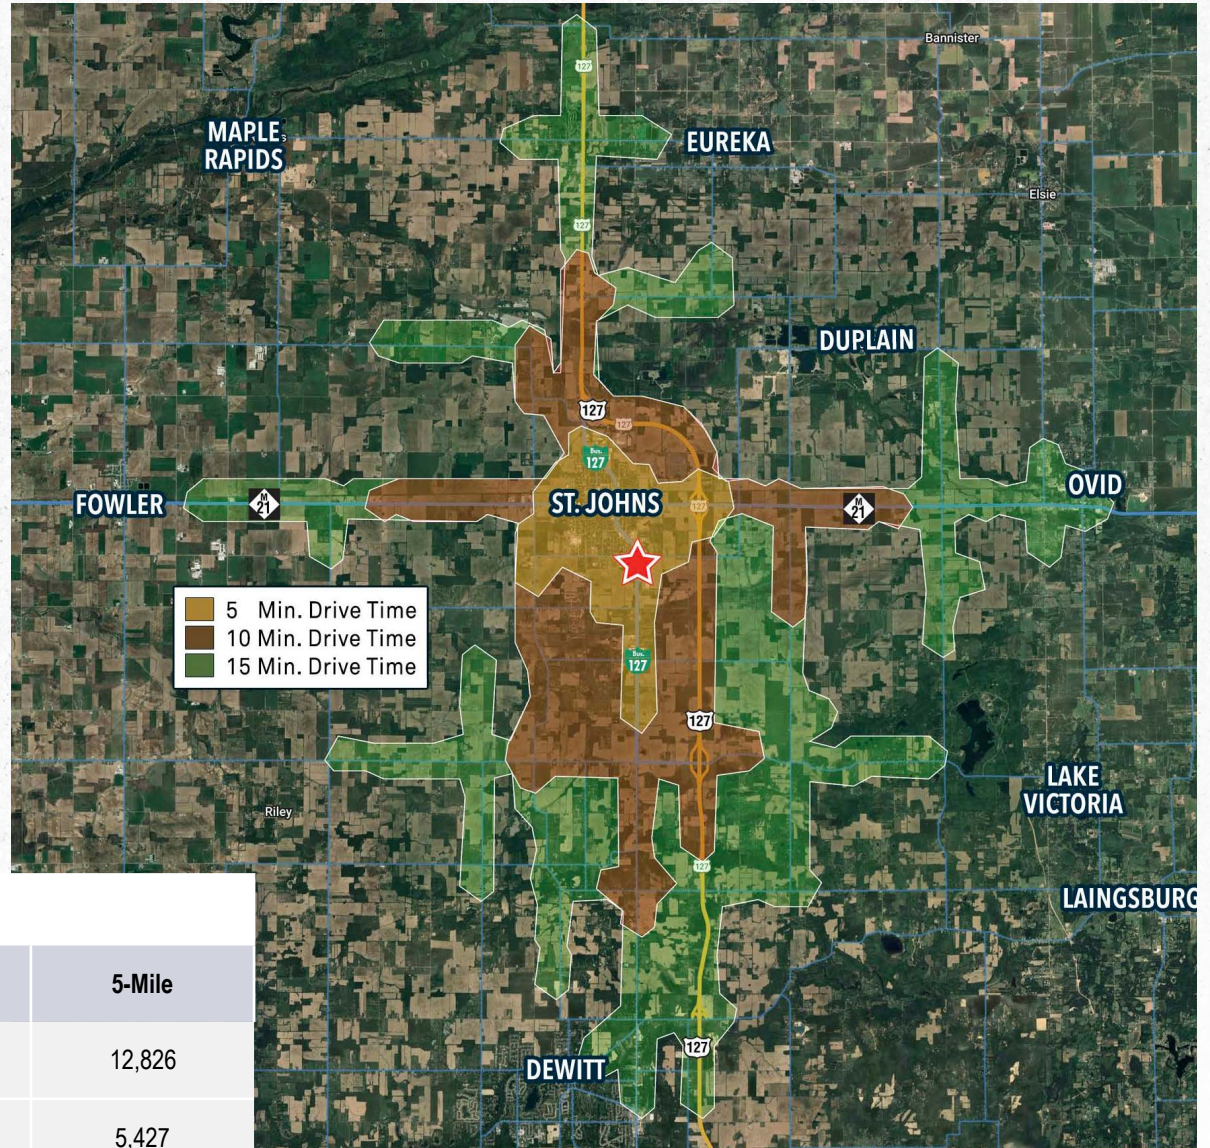 Bannister
127
MAPLE
RAPIDS
EUREKA
Elsie
127
DUPLAIN
127
127
Bus.
127
FOWLER
M
21
ST. JOHNS
127
M
21
OVID
5 Min. Drive Time
10 Min. Drive Time
15 Min. Drive Time
Bus.
127
127
LAKE
VICTORIA
Riley
127
LAINGSBURG
5-Mile
12,826
127
DEWITT
5,427